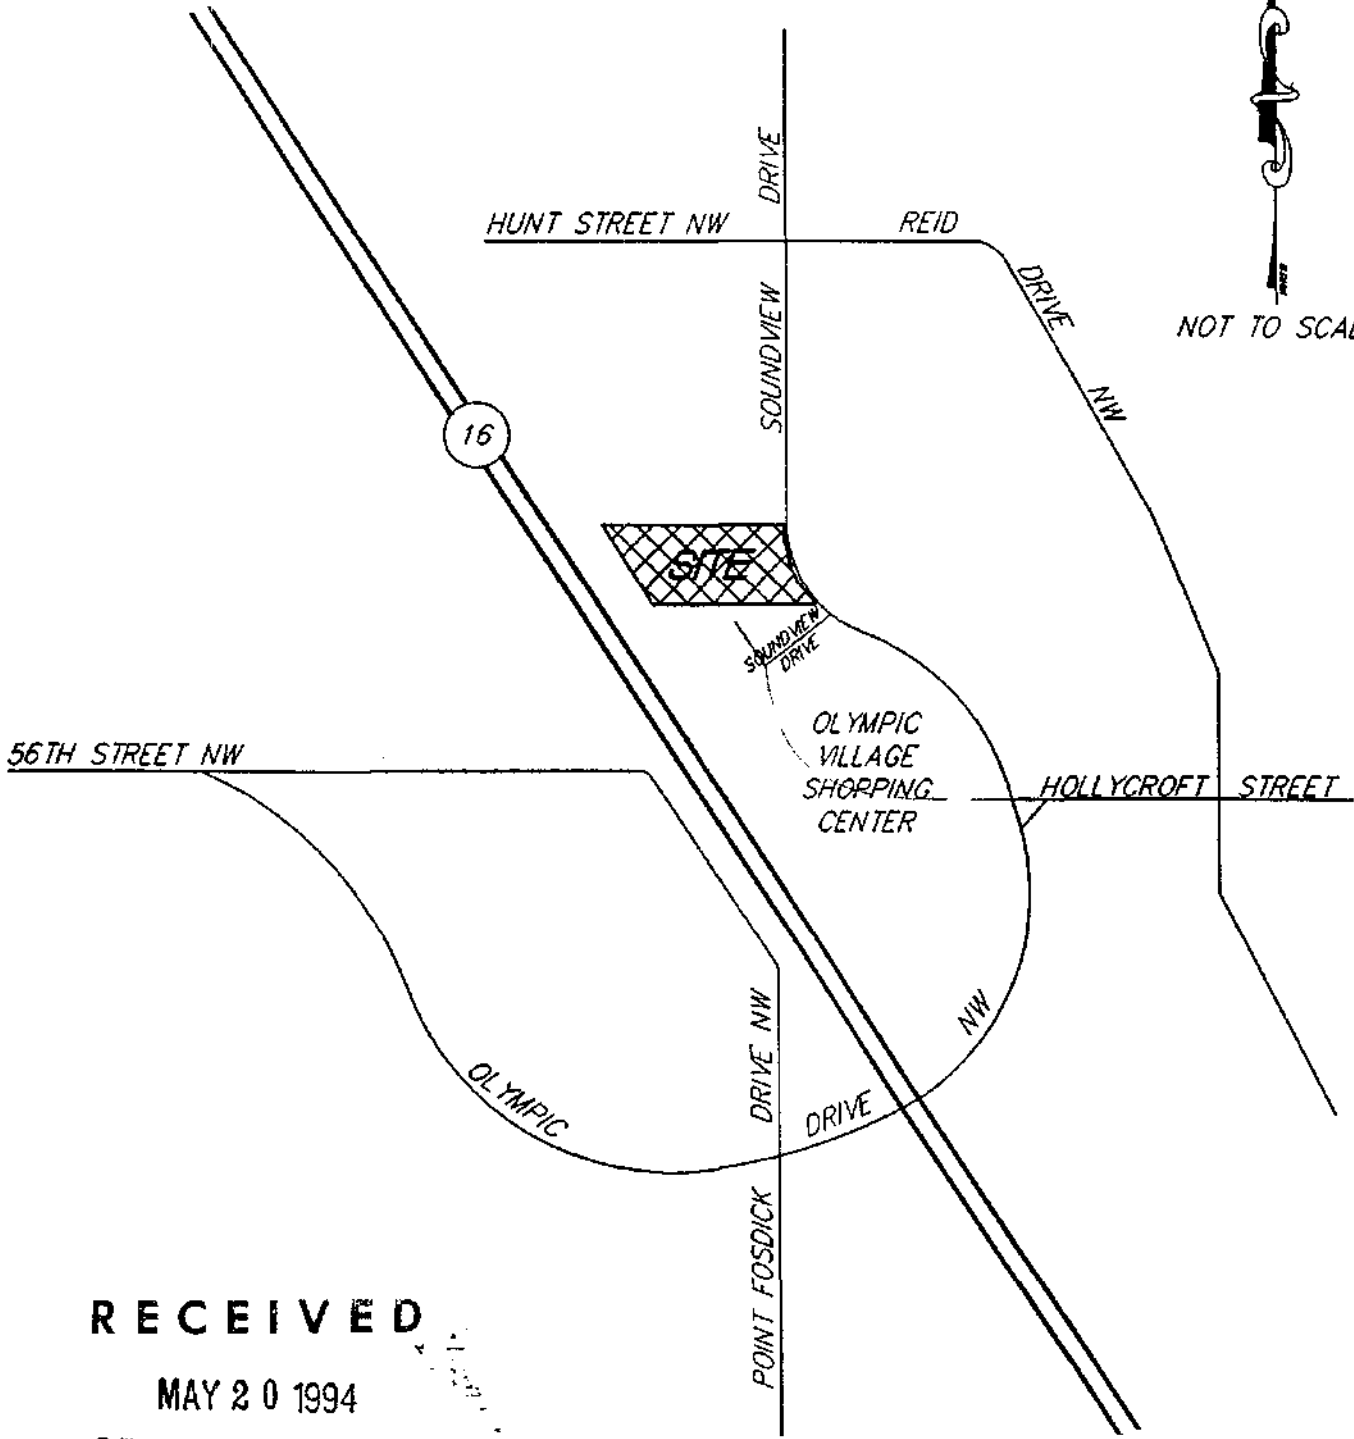 DRIVE
HUNT STREET NW
REID
DRIVE
NW
SOUNDVIEW
NOT TO SCAL
16
SITE
SOUNDVIEW
DRIVE
OLYMPIC
VILLAGE
SHOPPING
CENTER
56TH STREET NW
HOLLYCROFT STREET
NW
DRIVE NW
OLYMPIC
DRIVE
POINT FOSDICK
RECEIVED
MAY 20 1994